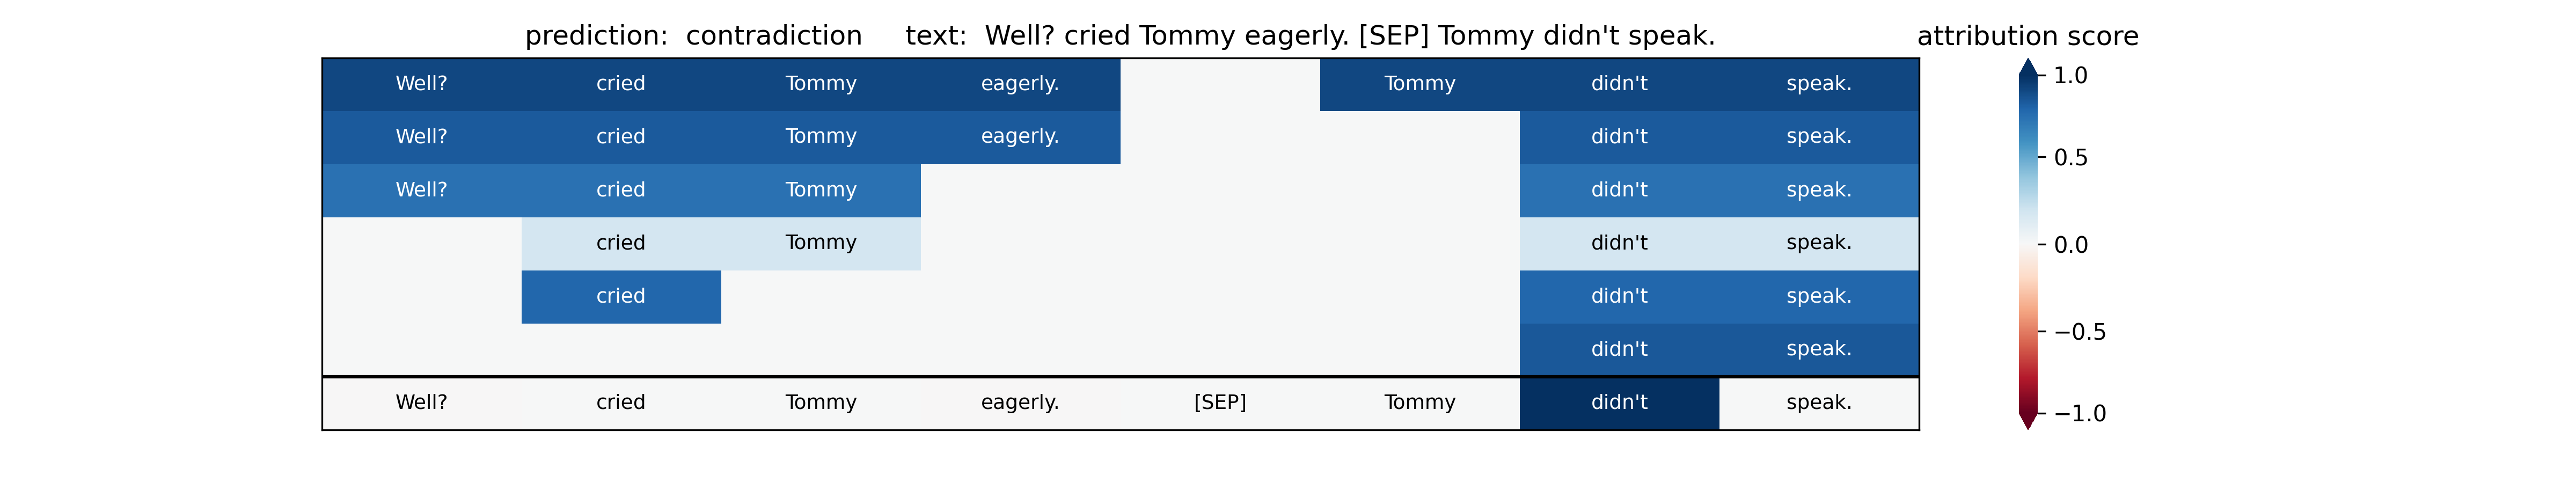 prediction:  contradiction     text:  Well? cried Tommy eagerly. [SEP] Tommy didn't speak.
attribution score
Well? cried Tommy eagerly. Tommy didn't speak.
Well? cried Tommy eagerly. didn't speak.
Well? cried Tommy didn't speak.
cried Tommy didn't speak.
cried didn't speak.
didn't speak.
Well? cried Tommy eagerly. [SEP] Tommy didn't speak.
1.0
0.5
0.0
−0.5
−1.0